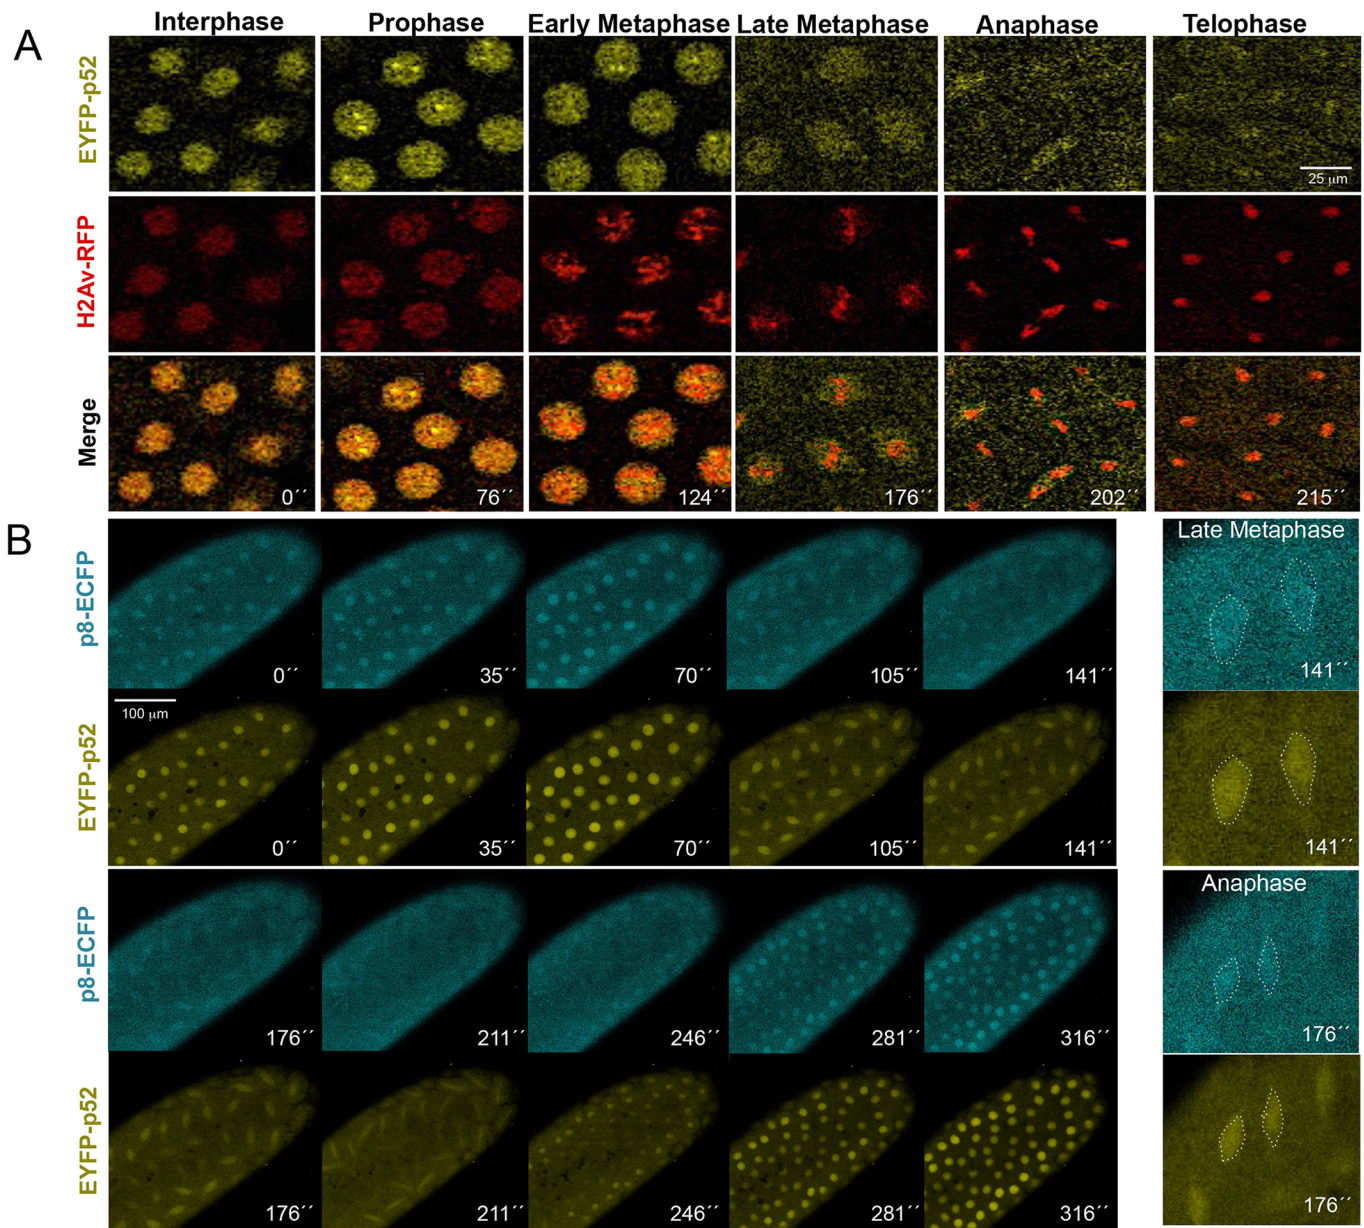 A
Interphase Prophase Early Metaphase Late Metaphase Anaphase Telophase
EYFP-p52
25 µm
H2Av-RFP
Merge
0´´ 76´´ 124´´ 176´´ 202´´ 215´´
B
Late Metaphase
p8-ECFP
0´´ 35´´ 70´´ 105´´ 141´´ 141´´
100 µm
EYFP-p52
0´´ 35´´ 70´´ 105´´ 141´´ 141´´
Anaphase
p8-ECFP
176´´ 211´´ 246´´ 281´´ 316´´ 176´´
EYFP-p52
176´´ 211´´ 246´´ 281´´ 316´´ 176´´